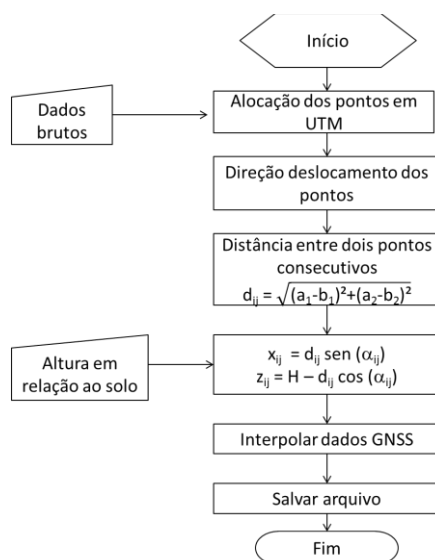 Início
Dados
brutos
Alocação dos pontos em
UTM
Direção deslocamento dos
pontos
Distância entre dois pontos
consecutivos
dᵢⱼ = √(a₁-b₁)²+(a₂-b₂)²
Altura em
relação ao solo
xᵢⱼ = dᵢⱼ sen (αᵢⱼ)
zᵢⱼ = H – dᵢⱼ cos (αᵢⱼ)
Interpolar dados GNSS
Salvar arquivo
Fim